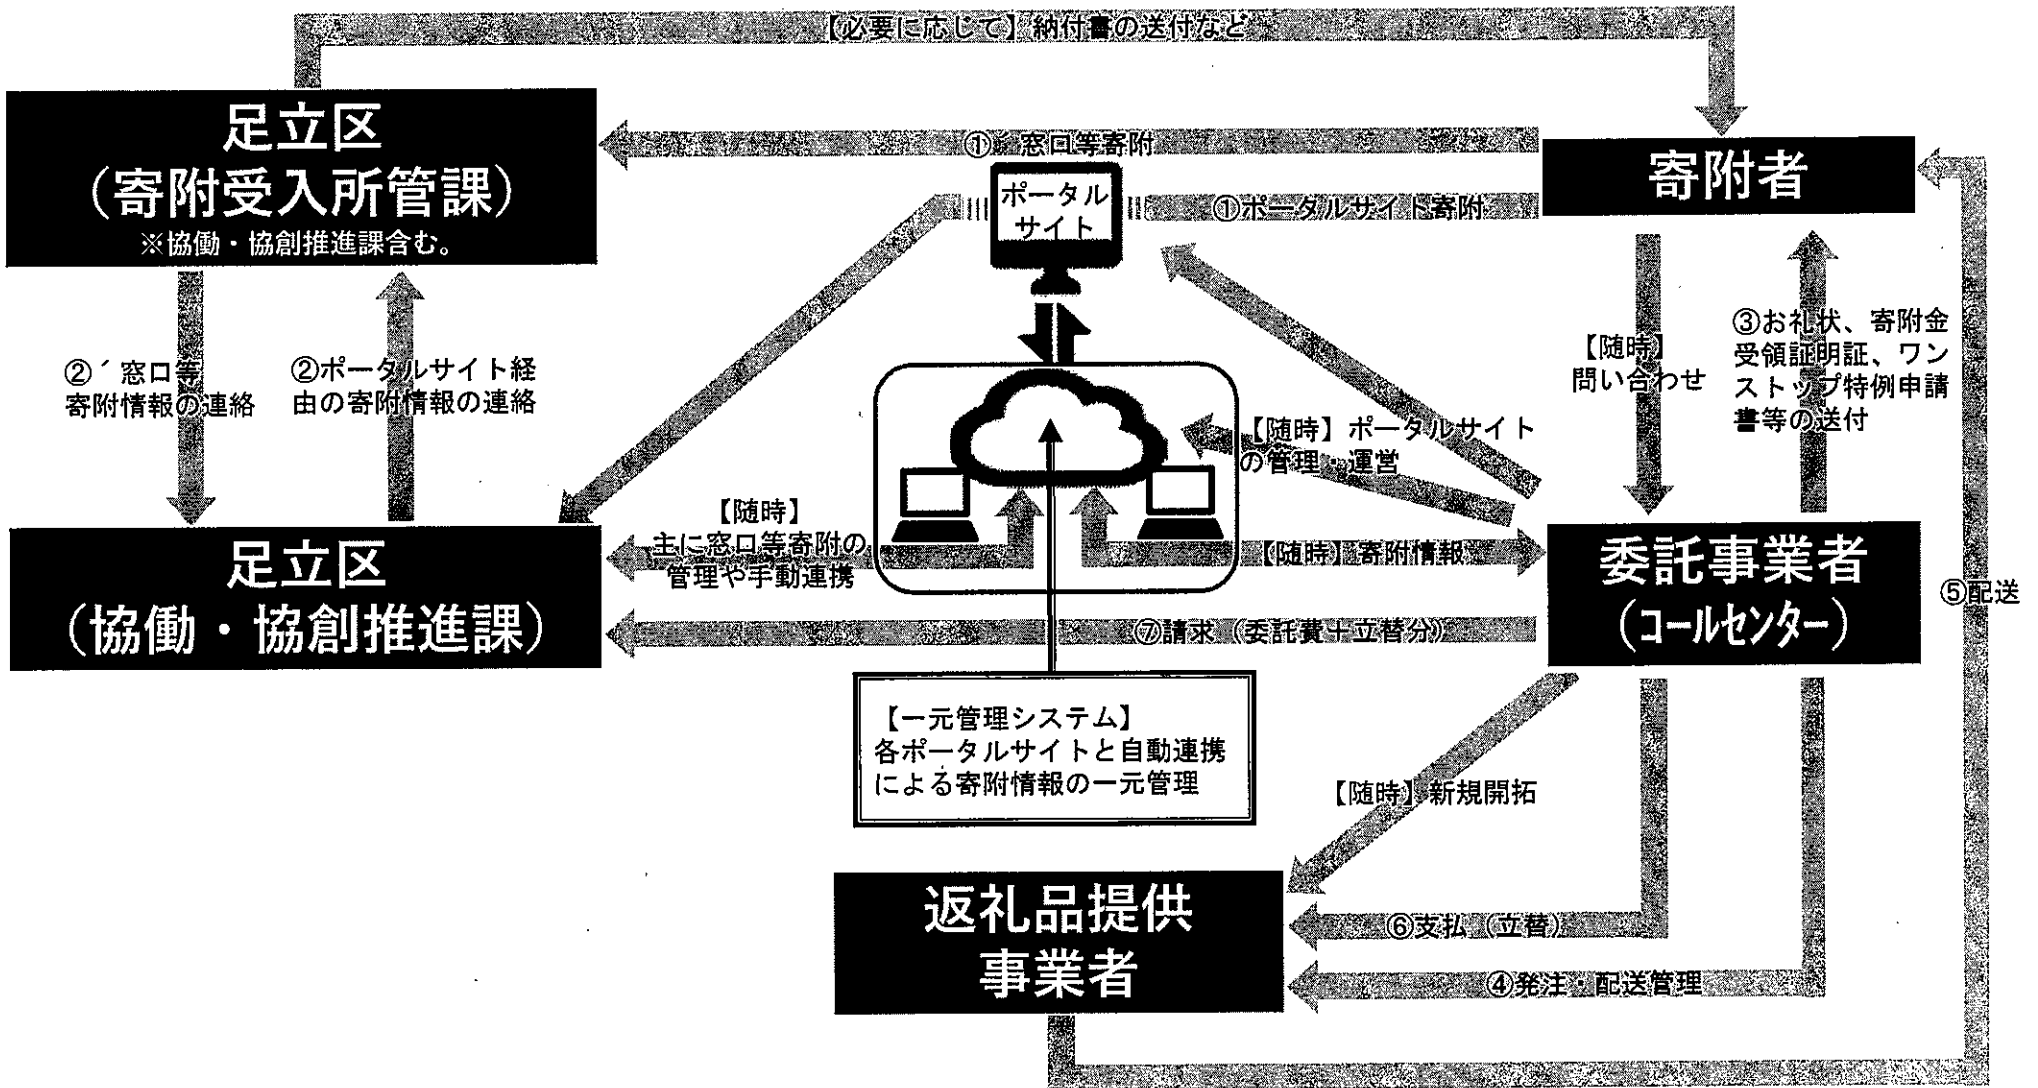 【必要に応じて】納付書の送付など
足立区
（寄附受入所管課）
※協働・協創推進課含む。
①´窓口等寄附
寄附者
ポータル
サイト
①ポータルサイト寄附
②´窓口等
寄附情報の連絡
②ポータルサイト経
由の寄附情報の連絡
【随時】
問い合わせ
③お礼状、寄附金
受領証明証、ワン
ストップ特例申請
書等の送付
【随時】ポータルサイト
の管理・運営
【随時】
主に窓口等寄附の
管理や手動連携
【随時】寄附情報
足立区
（協働・協創推進課）
委託事業者
（コールセンター）
⑤配送
⑦請求（委託費＋立替分）
【一元管理システム】
各ポータルサイトと自動連携
による寄附情報の一元管理
【随時】新規開拓
返礼品提供
事業者
⑥支払（立替）
④発注・配送管理